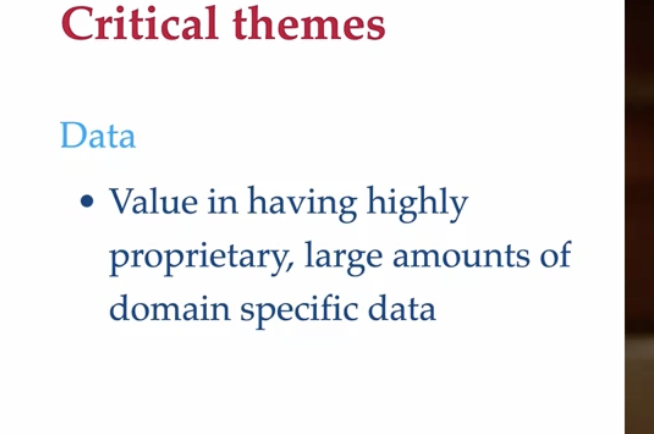 Critical themes
Data
• Value in having highly
proprietary, large amounts of
domain specific data